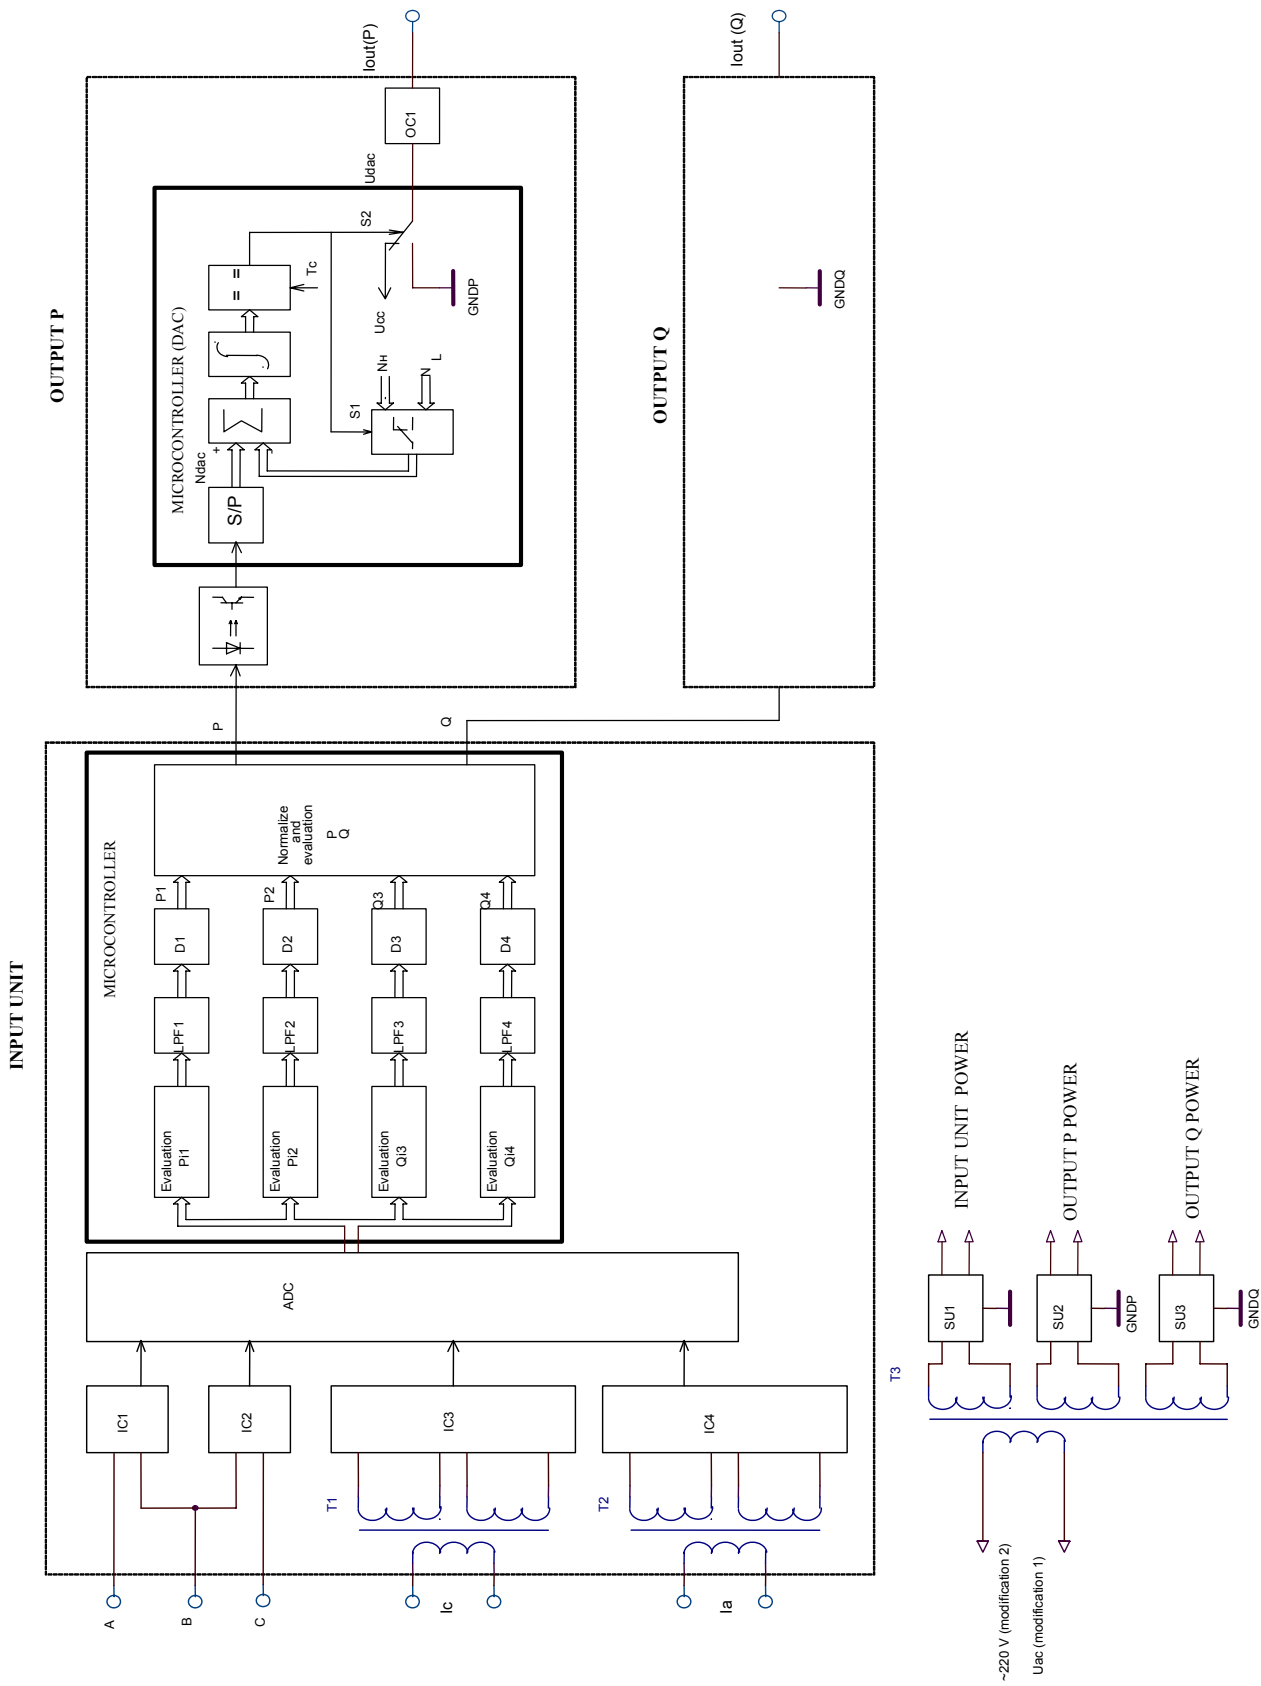 INPUT UNIT
OUTPUT P
OUTPUT Q
MICROCONTROLLER
MICROCONTROLLER (DAC)
A
B
C
Ic
Ia
T1
T2
IC1
IC2
IC3
IC4
ADC
Evaluation
Pi1
Evaluation
Pi2
Evaluation
Qi3
Evaluation
Qi4
LPF1
LPF2
LPF3
LPF4
D1
D2
D3
D4
P1
P2
Q3
Q4
Normalize
and
evaluation
P
Q
P
Q
S/P
Ndac
+
-
S1
NH
N
L
= =
Tc
S2
Ucc
GNDP
Udac
OC1
Iout(P)
GNDQ
Iout (Q)
~220 V (modification 2)
Uac (modification 1)
T3
SU1
SU2
GNDP
SU3
GNDQ
INPUT UNIT POWER
OUTPUT P POWER
OUTPUT Q POWER